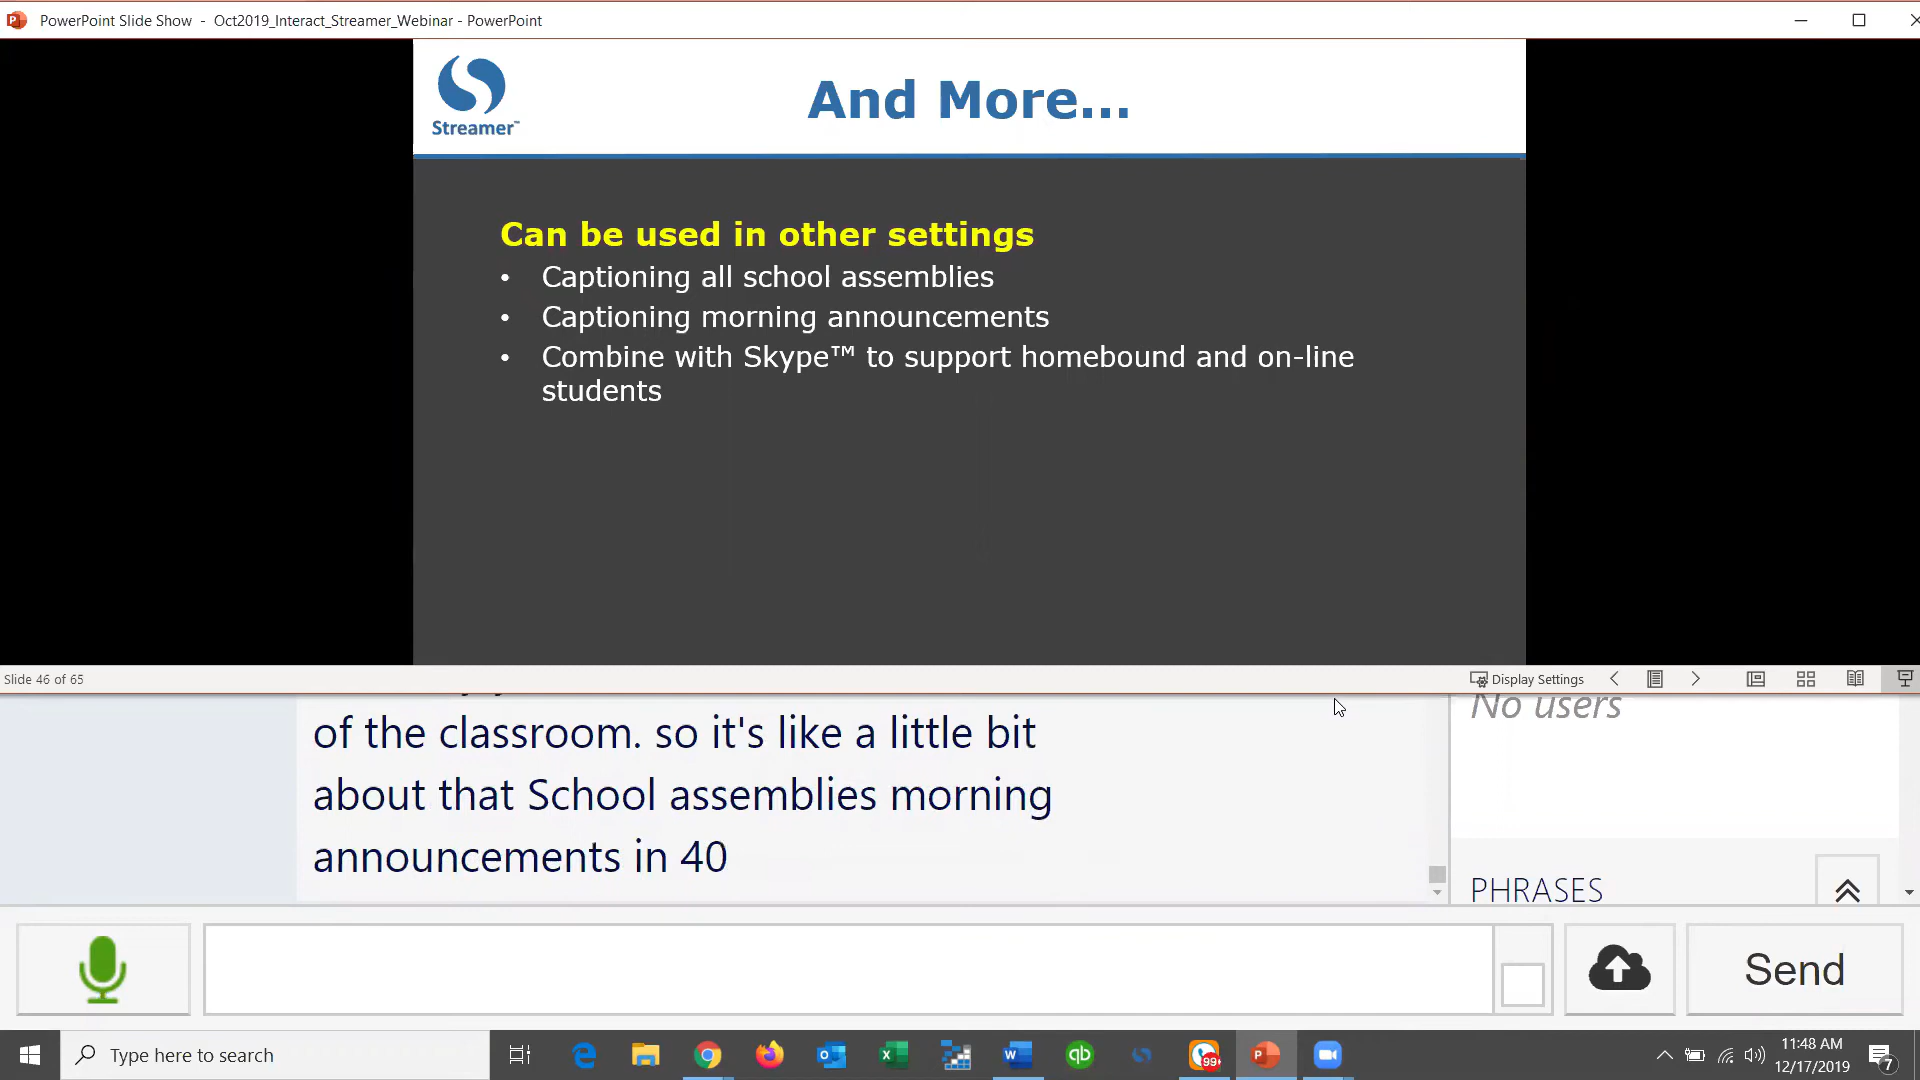 PowerPoint Slide Show - Oct2019_Interact_Streamer_Webinar - PowerPoint
Streamer™
And More...
Can be used in other settings
• Captioning all school assemblies
• Captioning morning announcements
• Combine with Skype™ to support homebound and on-line
students
Slide 46 of 65
Display Settings
No users
of the classroom. so it's like a little bit
about that School assemblies morning
announcements in 40
PHRASES
Send
Type here to search
99+
11:48 AM
12/17/2019
7